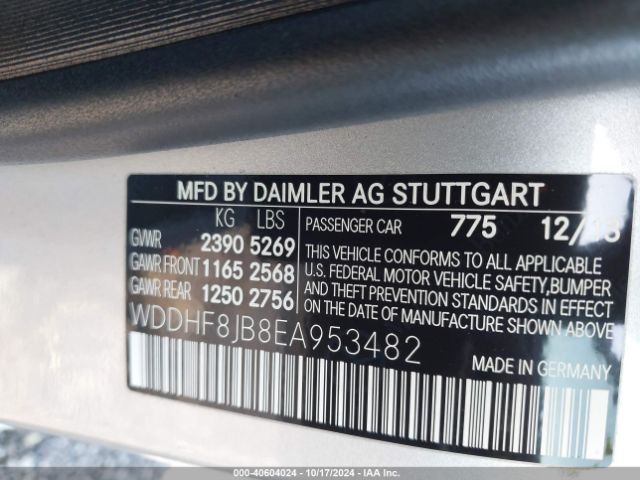 MFD BY DAIMLER AG STUTTGART
KG LBS
GVWR 2390 5269
GAWR FRONT 1165 2568
GAWR REAR 1250 2756
PASSENGER CAR 775 12/13
THIS VEHICLE CONFORMS TO ALL APPLICABLE
U.S. FEDERAL MOTOR VEHICLE SAFETY,BUMPER
AND THEFT PREVENTION STANDARDS IN EFFECT
ON THE DATE OF MANUFACTURE SHOWN ABOVE.
WDDHF8JB8EA953482
MADE IN GERMANY
000-40604024 | 10/17/2024 | IAA Inc.